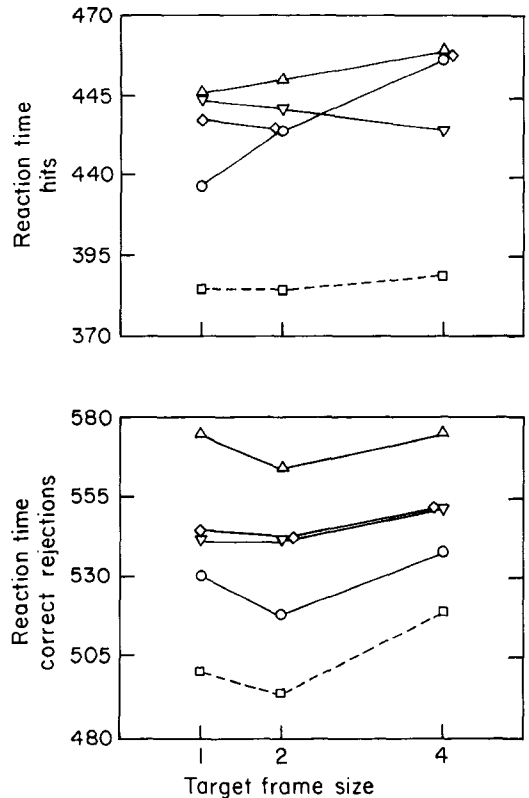 470
445
440
395
370
Reaction time
hits
580
555
530
505
480
Reaction time
correct rejections
1 2 4
Target frame size